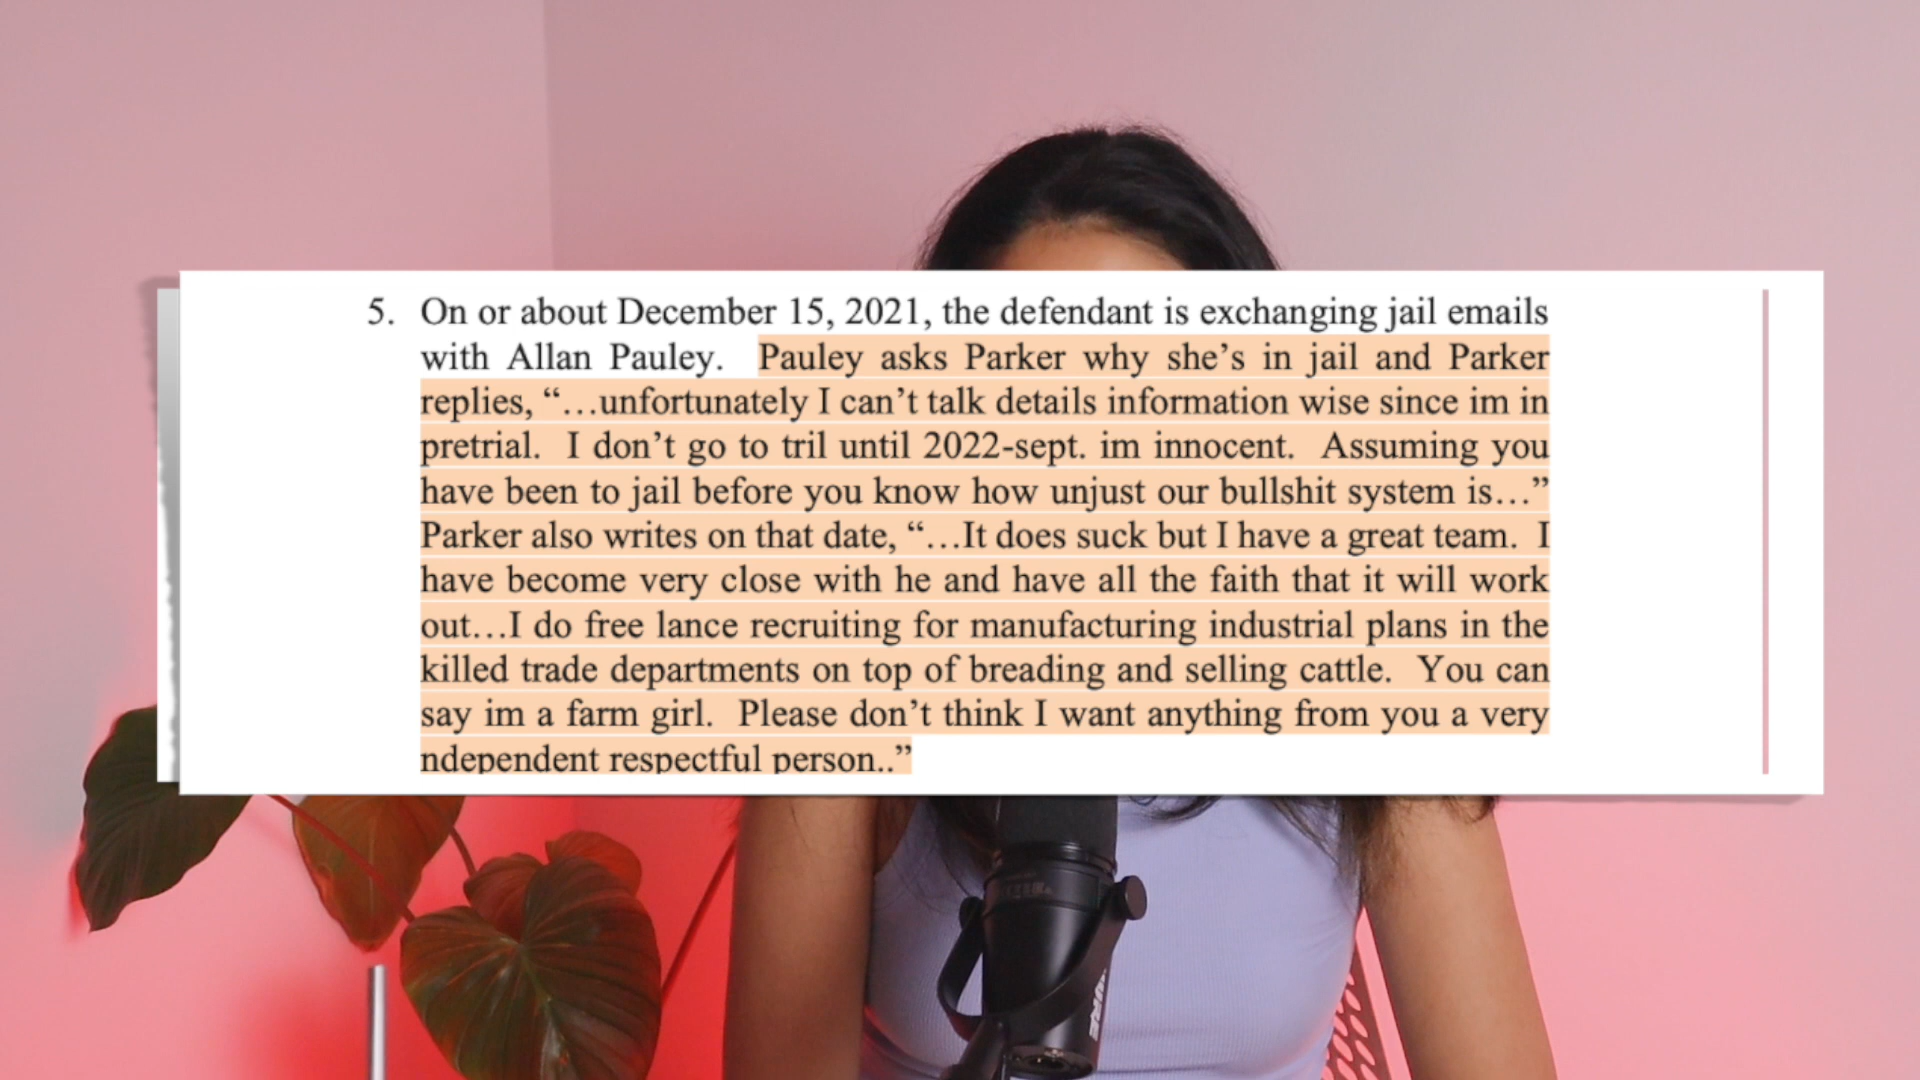 5. On or about December 15, 2021, the defendant is exchanging jail emails
with Allan Pauley. Pauley asks Parker why she’s in jail and Parker
replies, “…unfortunately I can’t talk details information wise since im in
pretrial. I don’t go to tril until 2022-sept. im innocent. Assuming you
have been to jail before you know how unjust our bullshit system is…”
Parker also writes on that date, “…It does suck but I have a great team. I
have become very close with he and have all the faith that it will work
out…I do free lance recruiting for manufacturing industrial plans in the
killed trade departments on top of breading and selling cattle. You can
say im a farm girl. Please don’t think I want anything from you a very
ndependent respectful person..”
SHURE